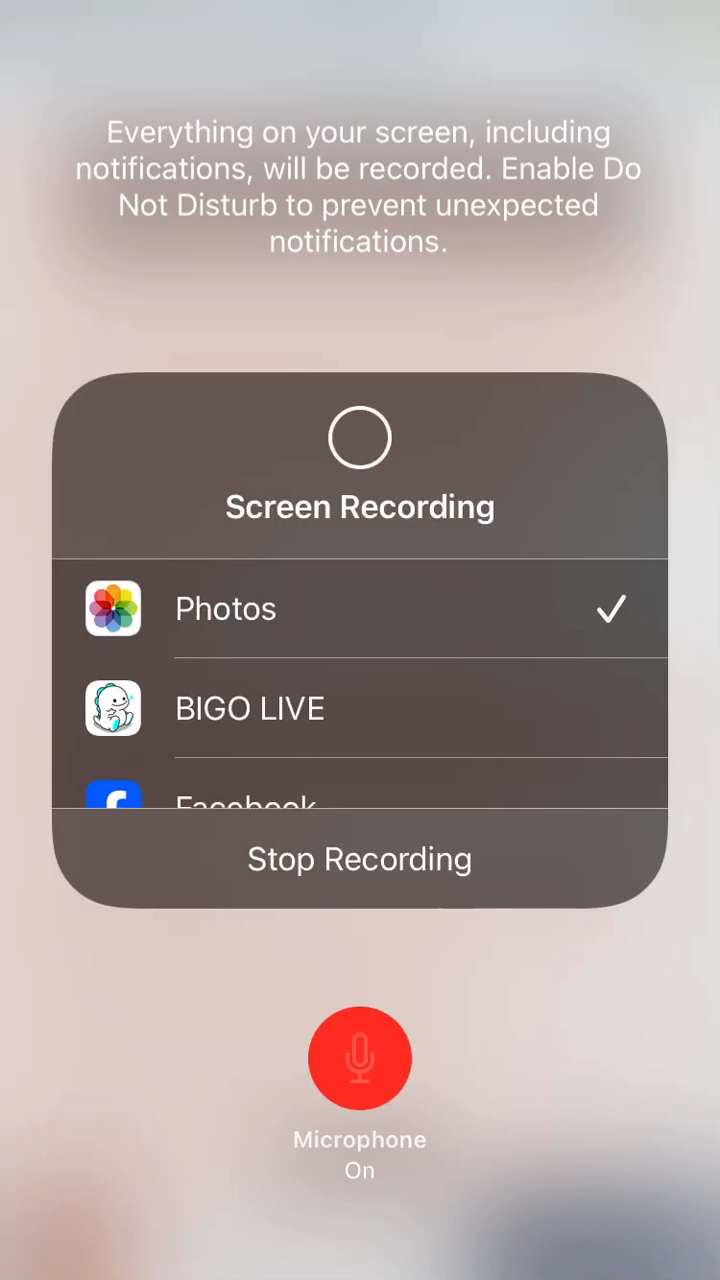 Everything on your screen, including
notifications, will be recorded. Enable Do
Not Disturb to prevent unexpected
notifications.
Screen Recording
Photos
BIGO LIVE
Facebook
Stop Recording
Microphone
On